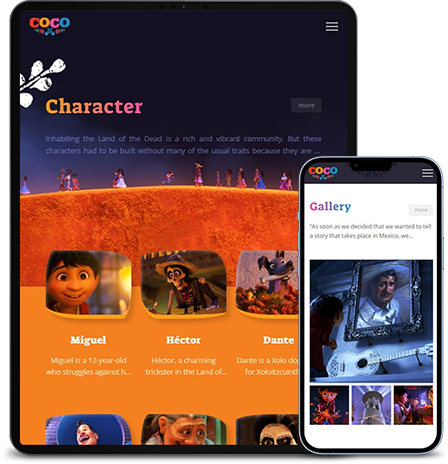 COCO
Character
more
Inhabiting the Land of the Dead is a rich and vibrant community. But these
characters had to be built without many of the usual traits because they are ...
Miguel
Miguel is a 12-year-old
who struggles against h...
Héctor
Héctor, a charming
trickster in the Land of...
Dante
Dante is a Xolo dog
for Xoloitzcuintl
COCO
Gallery
more
"As soon as we decided that we wanted to tell
a story that takes place in Mexico, we...